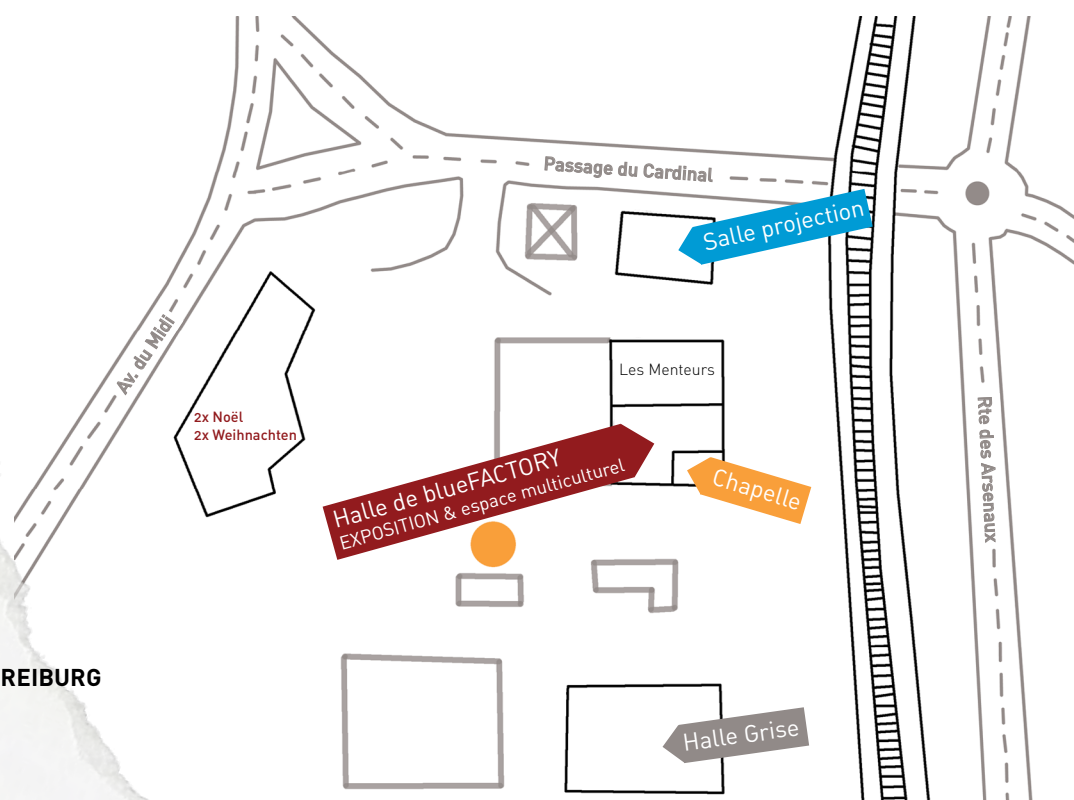 Passage du Cardinal
Salle projection
Av. du Midi
Les Menteurs
2x Noël
2x Weihnachten
Halle de blueFACTORY
EXPOSITION & espace multiculturel
Chapelle
Rte des Arsenaux
REIBURG
Halle Grise